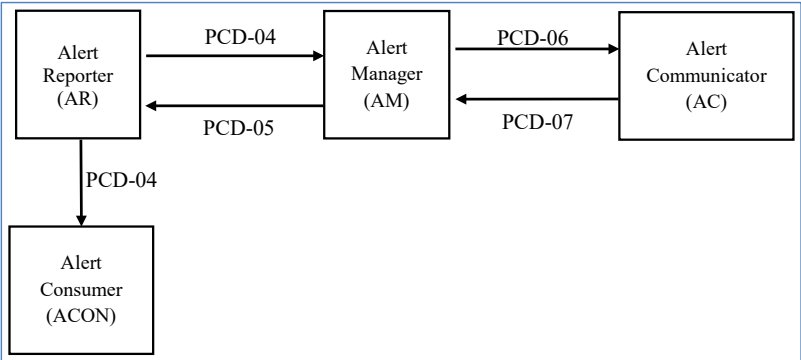 Alert
Reporter
(AR)
PCD-04
Alert
Manager
(AM)
PCD-06
Alert
Communicator
(AC)
PCD-05
PCD-07
PCD-04
Alert
Consumer
(ACON)